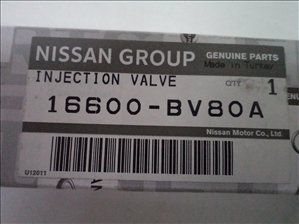 NISSAN GROUP GENUINE PARTS
Made in Turkey
INJECTION VALVE QTY 1
16600-BV80A
Nissan Motor Co., Ltd.
U12011